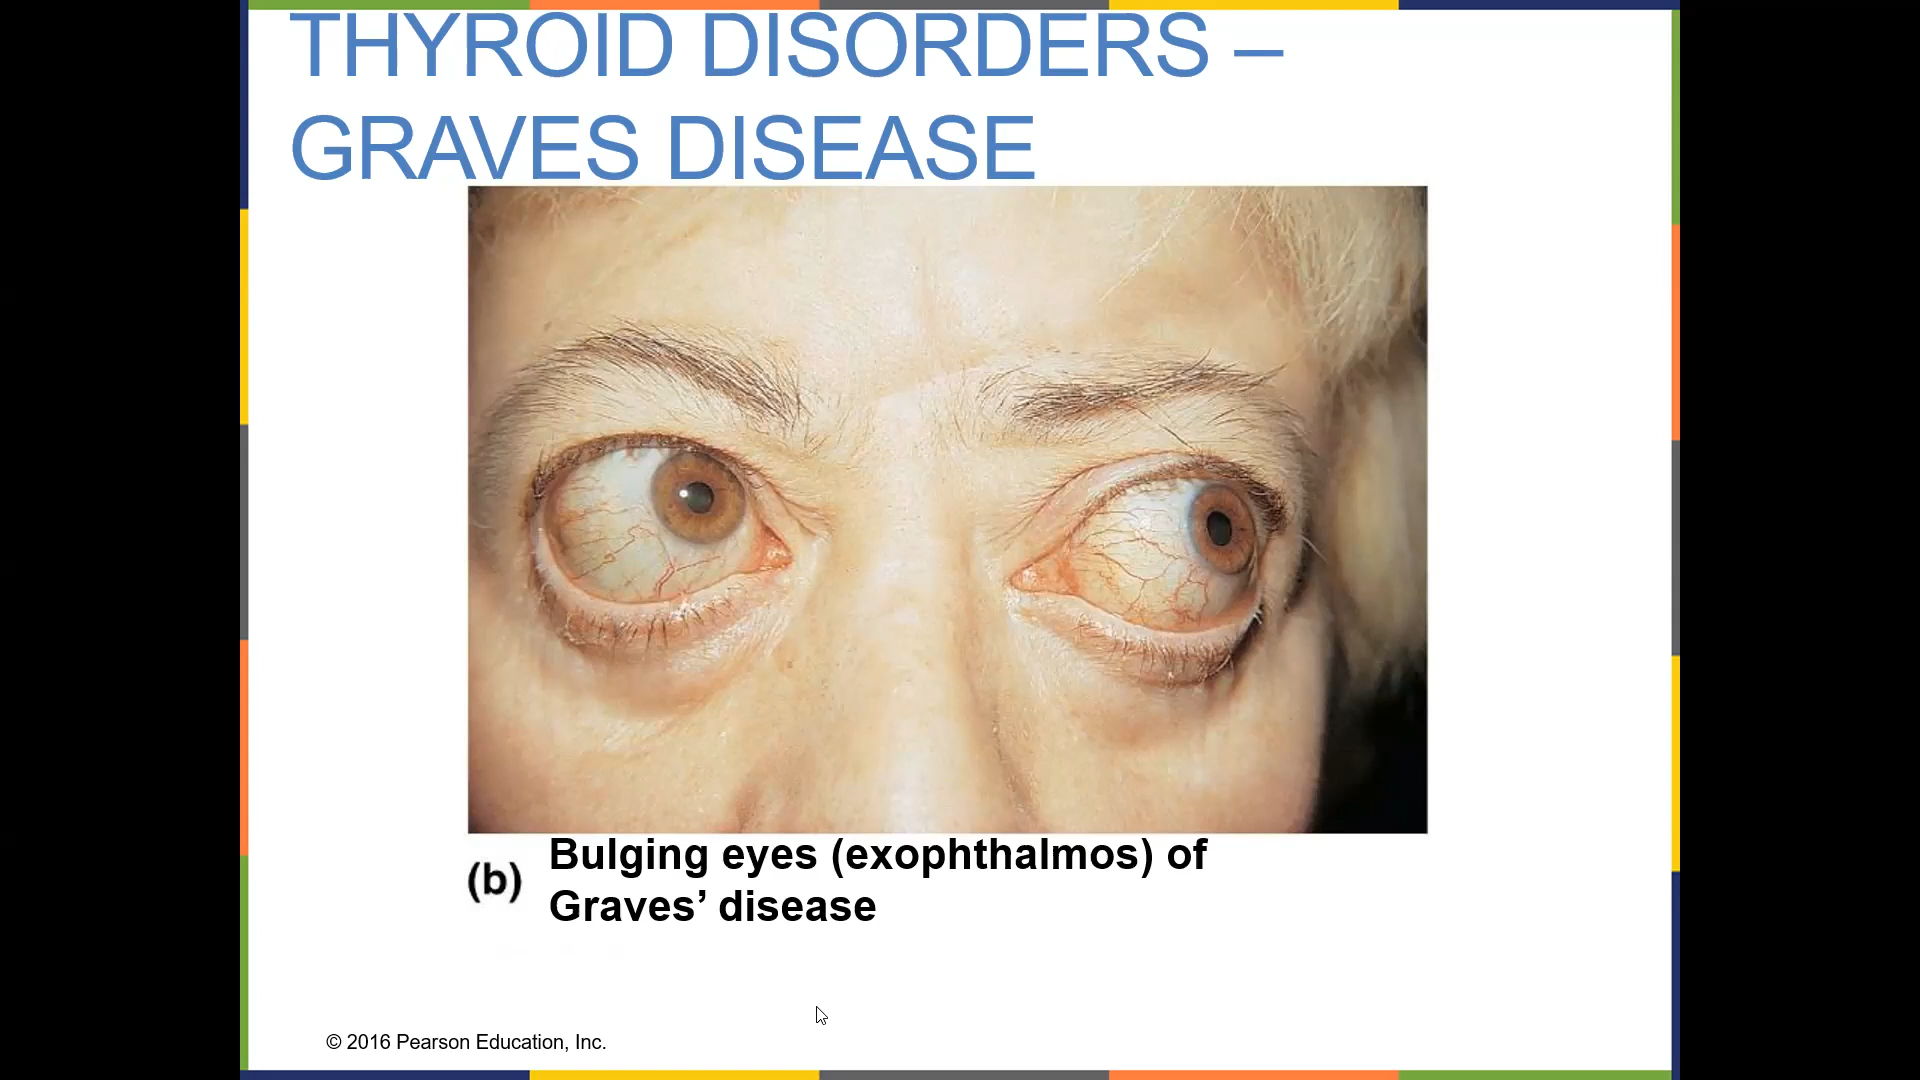 THYROID DISORDERS –
GRAVES DISEASE
(b) Bulging eyes (exophthalmos) of
Graves’ disease
© 2016 Pearson Education, Inc.